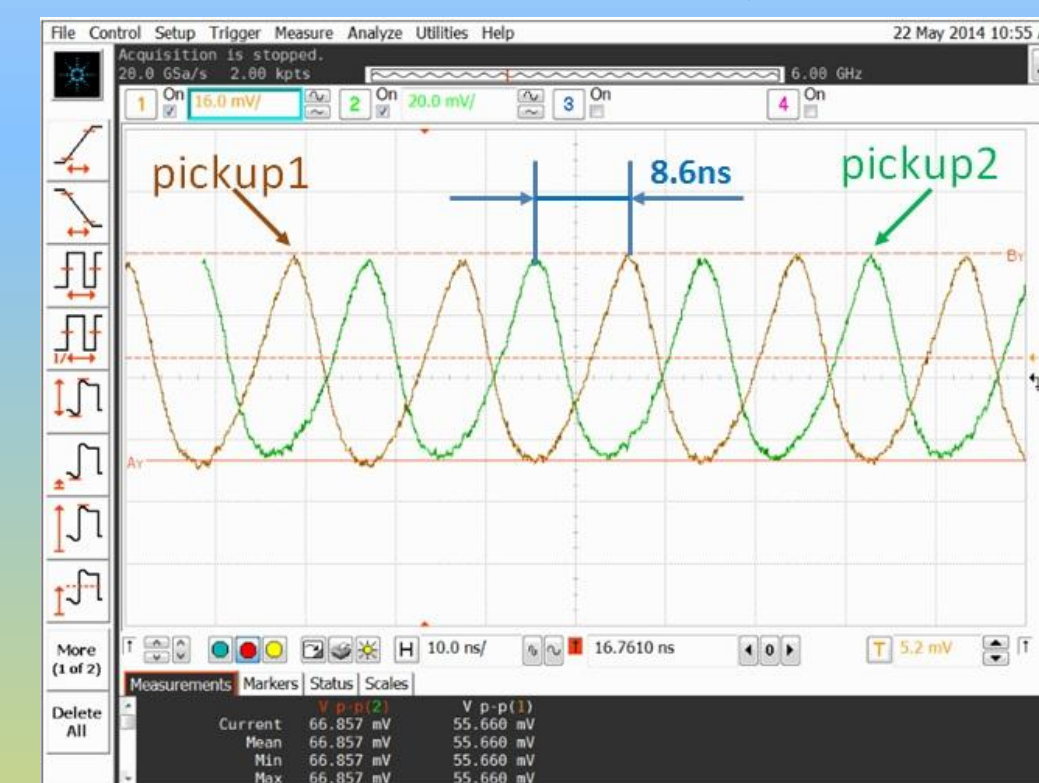 File Control Setup Trigger Measure Analyze Utilities Help 22 May 2014 10:55
Acquisition is stopped.
20.0 GSa/s 2.00 kpts 6.00 GHz
1 On 16.0 mV/ 2 On 20.0 mV/ 3 On 4 On
pickup1 8.6ns pickup2
By
Ay
1/
More
(1 of 2)
Delete
All
H 10.0 ns/ 16.7610 ns 0 T 5.2 mV
Measurements Markers Status Scales
V p-p(2) V p-p(1)
Current 66.857 mV 55.660 mV
Mean 66.857 mV 55.660 mV
Min 66.857 mV 55.660 mV
Max 66.857 mV 55.660 mV